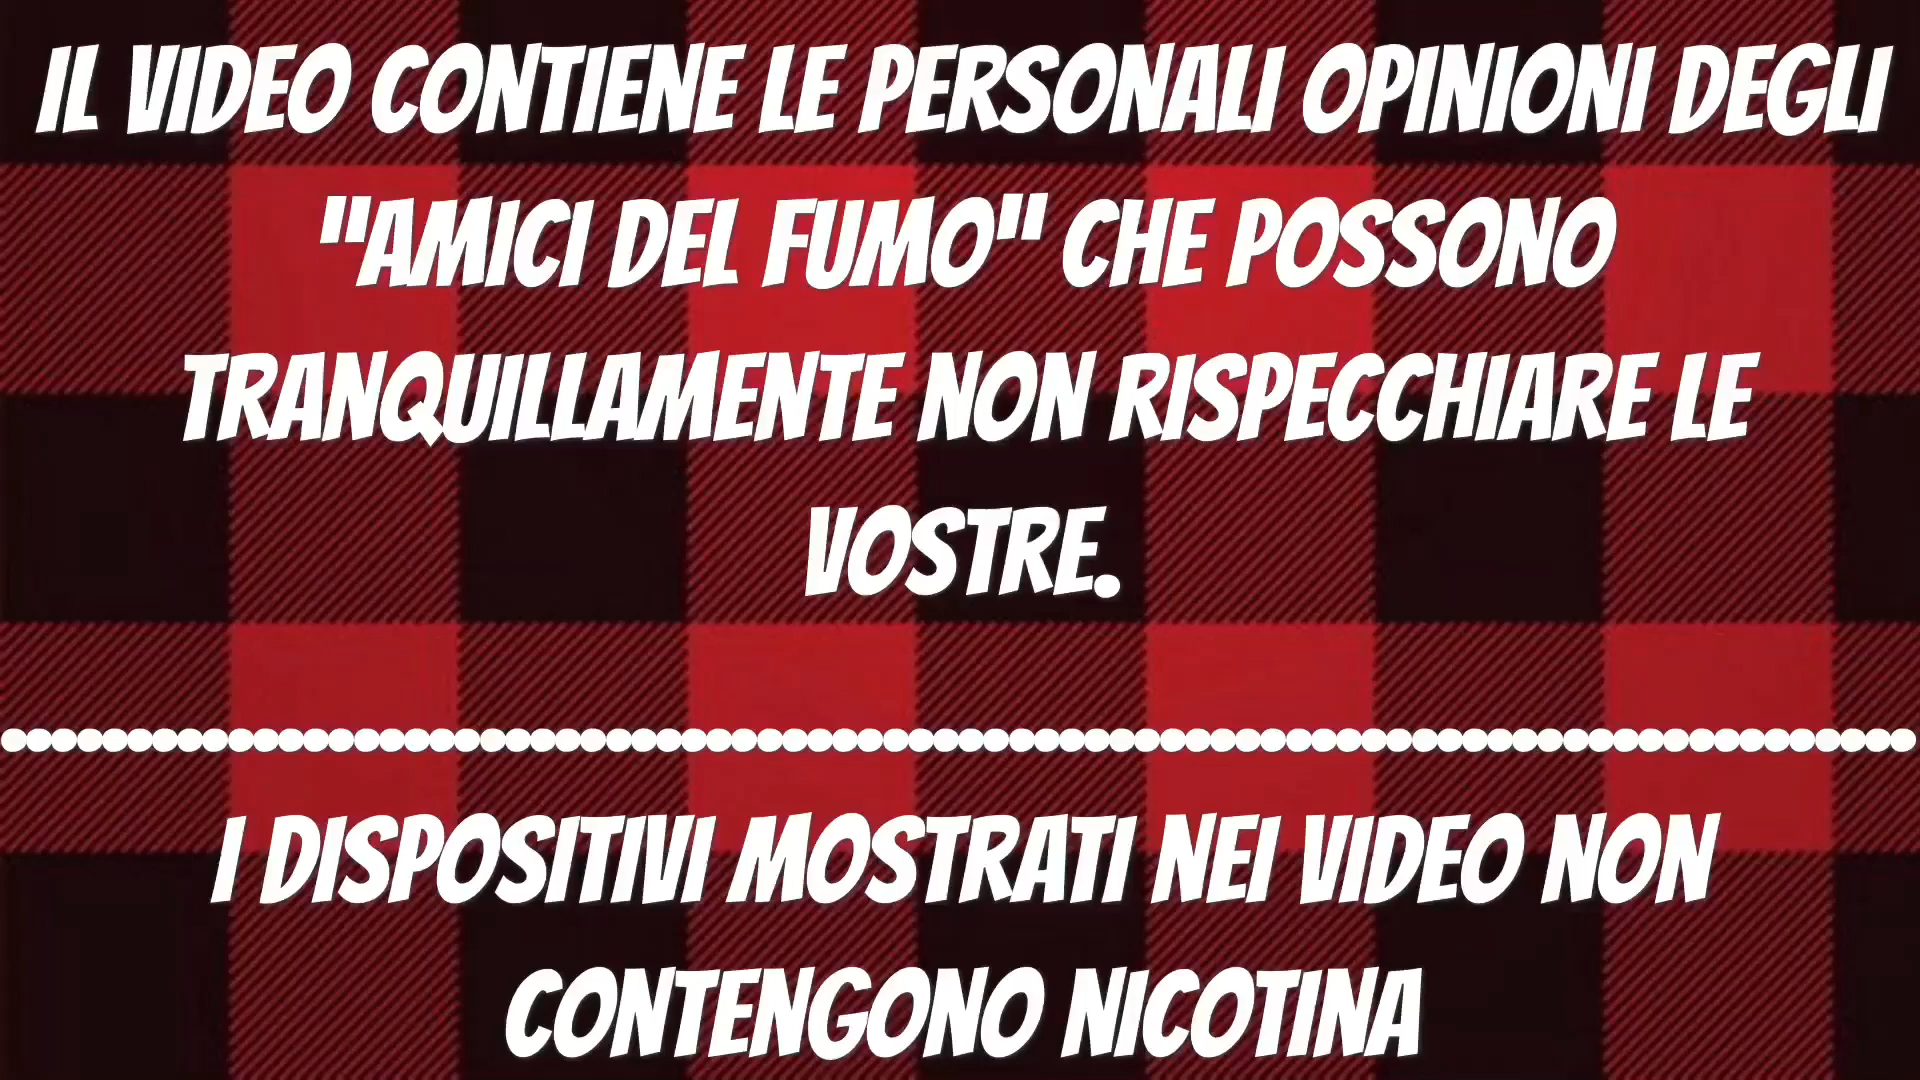 IL VIDEO CONTIENE LE PERSONALI OPINIONI DEGLI
"AMICI DEL FUMO" CHE POSSONO
TRANQUILLAMENTE NON RISPECCHIARE LE
VOSTRE.
I DISPOSITIVI MOSTRATI NEI VIDEO NON
CONTENGONO NICOTINA